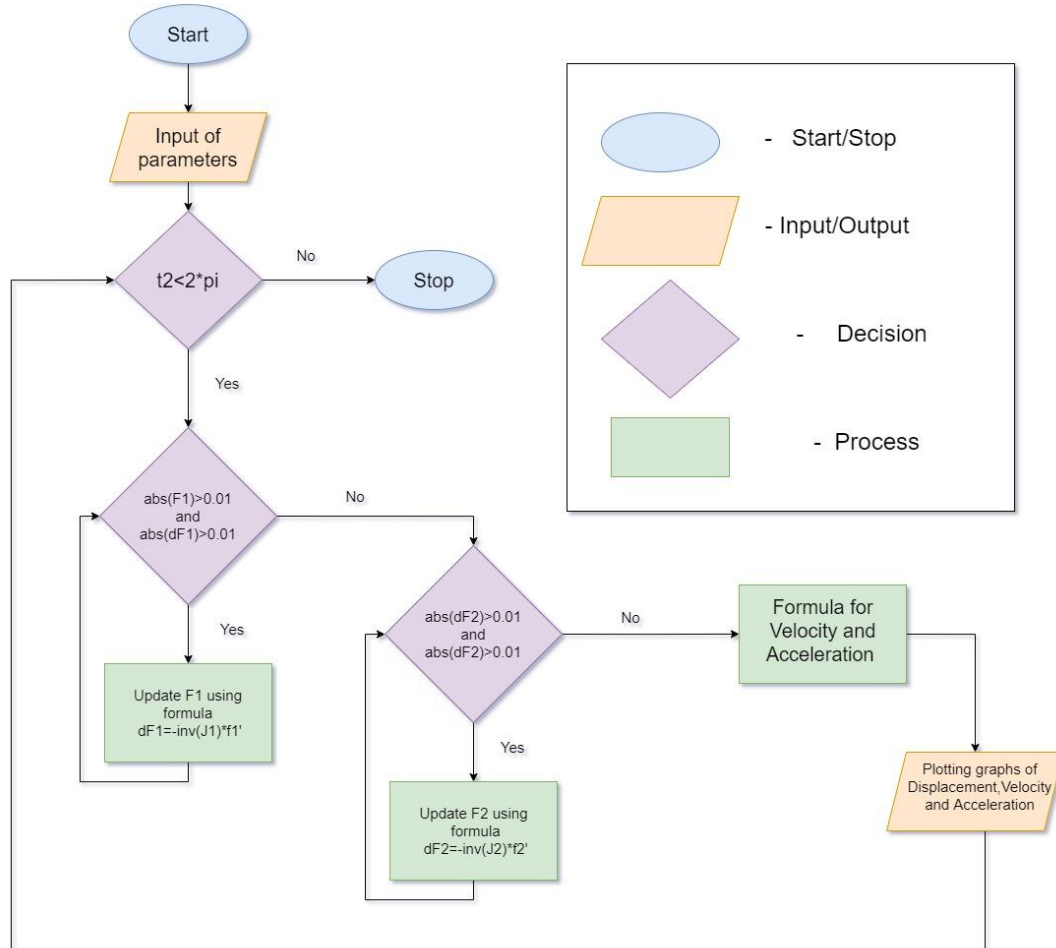 Start
Input of
parameters
t2<2*pi
No
Stop
Yes
abs(F1)>0.01
and
abs(dF1)>0.01
No
Yes
Update F1 using
formula
dF1=-inv(J1)*f1'
abs(dF2)>0.01
and
abs(dF2)>0.01
No
Yes
Update F2 using
formula
dF2=-inv(J2)*f2'
Formula for
Velocity and
Acceleration
Plotting graphs of
Displacement,Velocity
and Acceleration
- Start/Stop
- Input/Output
- Decision
- Process